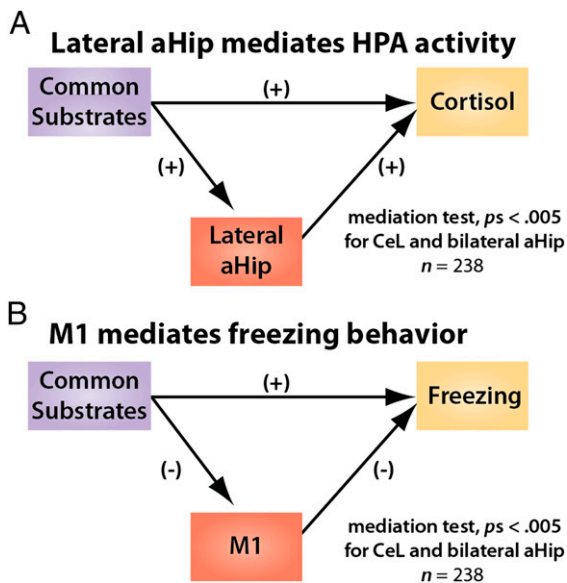 A
Lateral aHip mediates HPA activity
Common
Substrates
(+)
Cortisol
(+)
(+)
Lateral
aHip
mediation test, ps < .005
for CeL and bilateral aHip
n = 238
B
M1 mediates freezing behavior
Common
Substrates
(+)
Freezing
(-)
(-)
M1
mediation test, ps < .005
for CeL and bilateral aHip
n = 238